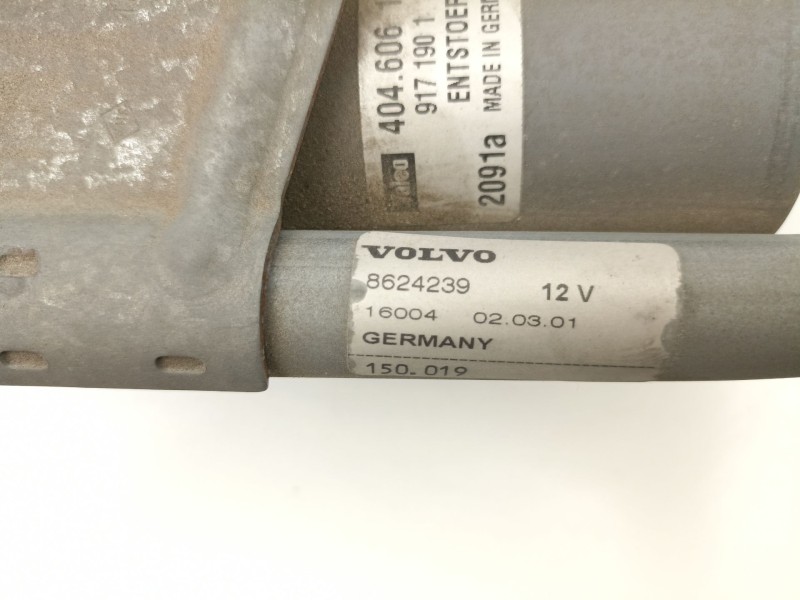 404.606
917 190 1
ENTSTOER
2091a MADE IN GER
VOLVO
8624239 12 V
16004 02.03.01
GERMANY
150.019